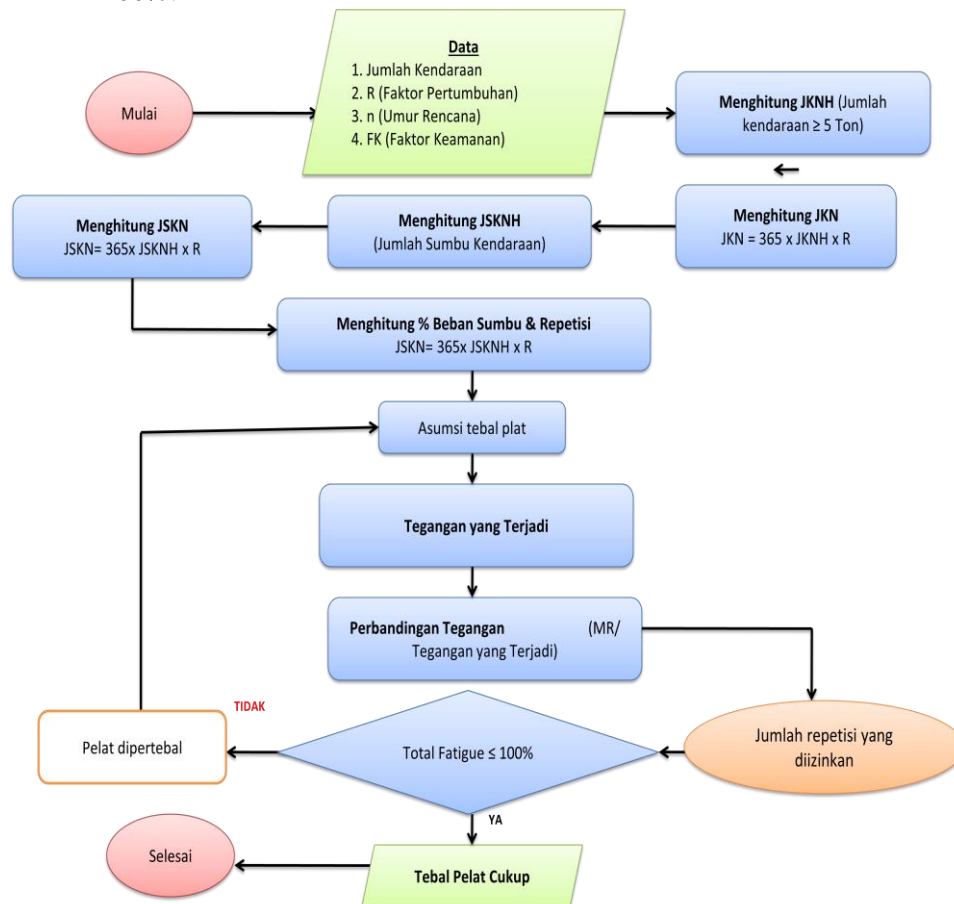 Data
1. Jumlah Kendaraan
2. R (Faktor Pertumbuhan)
3. n (Umur Rencana)
4. FK (Faktor Keamanan)
Mulai
Menghitung JKNH (Jumlah
kendaraan ≥ 5 Ton)
Menghitung JKN
JKN = 365 x JKNH x R
Menghitung JSKNH
(Jumlah Sumbu Kendaraan)
Menghitung JSKN
JSKN= 365x JSKNH x R
Menghitung % Beban Sumbu & Repetisi
JSKN= 365x JSKNH x R
Asumsi tebal plat
Tegangan yang Terjadi
Perbandingan Tegangan (MR/
Tegangan yang Terjadi)
Jumlah repetisi yang
diizinkan
Total Fatigue ≤ 100%
TIDAK
Pelat dipertebal
YA
Tebal Pelat Cukup
Selesai